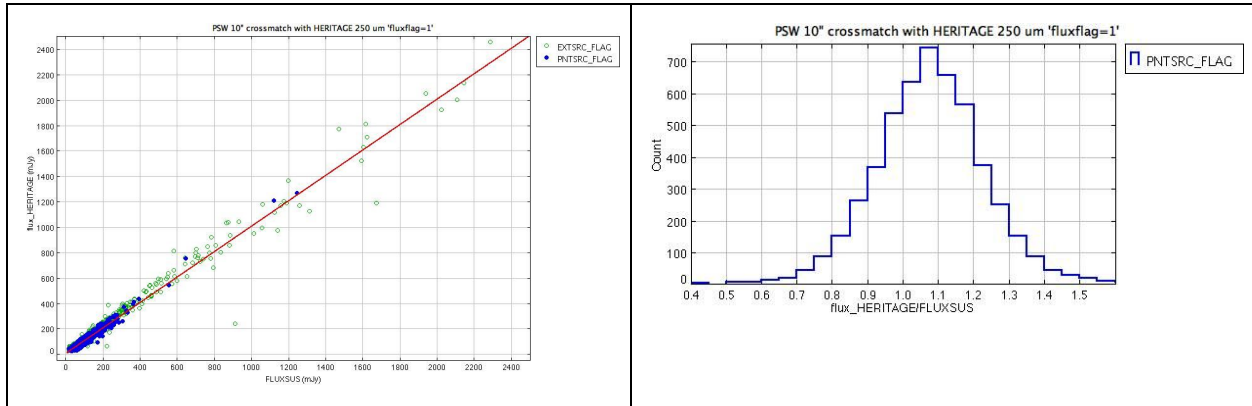 PSW 10" crossmatch with HERITAGE 250 um 'fluxflag=1'
2400
2200
2000
1800
1600
1400
1200
1000
800
600
400
200
0
flux_HERITAGE (mJy)
0 200 400 600 800 1000 1200 1400 1600 1800 2000 2200 2400
FLUXSUS (mJy)
EXTSRC_FLAG
PNTSRC_FLAG
PSW 10" crossmatch with HERITAGE 250 um 'fluxflag=1'
700
600
500
400
300
200
100
0
Count
0.4 0.5 0.6 0.7 0.8 0.9 1.0 1.1 1.2 1.3 1.4 1.5
flux_HERITAGE/FLUXSUS
PNTSRC_FLAG